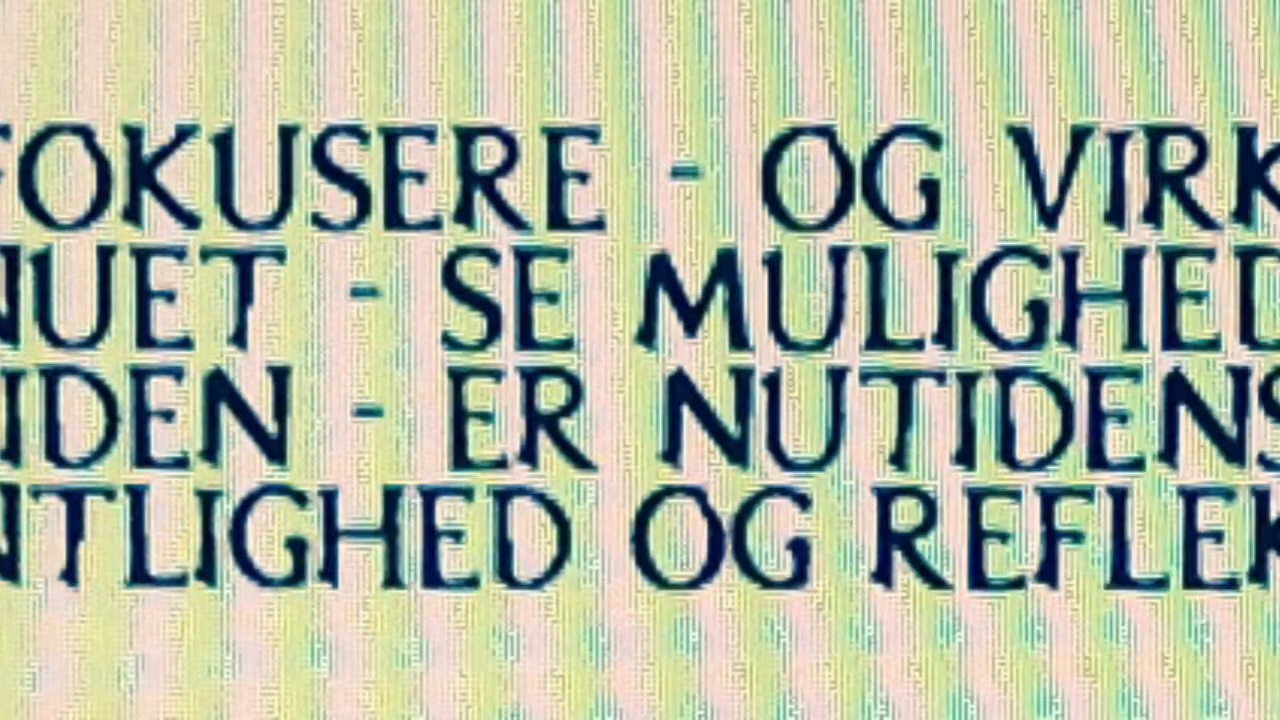 FOKUSERE - OG VIRK
NUET - SE MULIGHED
IDEN - ER NUTIDENS
NTLIGHED OG REFLEK